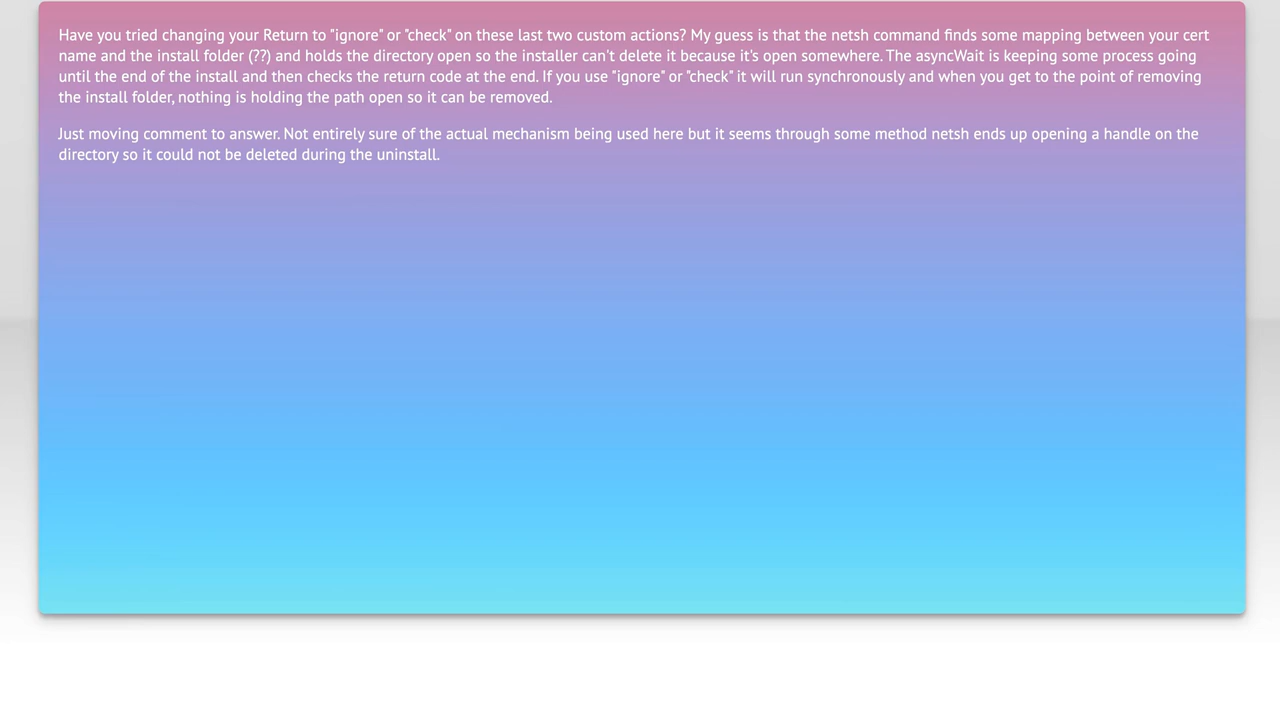 Have you tried changing your Return to "ignore" or "check" on these last two custom actions? My guess is that the netsh command finds some mapping between your cert
name and the install folder (??) and holds the directory open so the installer can't delete it because it's open somewhere. The asyncWait is keeping some process going
until the end of the install and then checks the return code at the end. If you use "ignore" or "check" it will run synchronously and when you get to the point of removing
the install folder, nothing is holding the path open so it can be removed.
Just moving comment to answer. Not entirely sure of the actual mechanism being used here but it seems through some method netsh ends up opening a handle on the
directory so it could not be deleted during the uninstall.